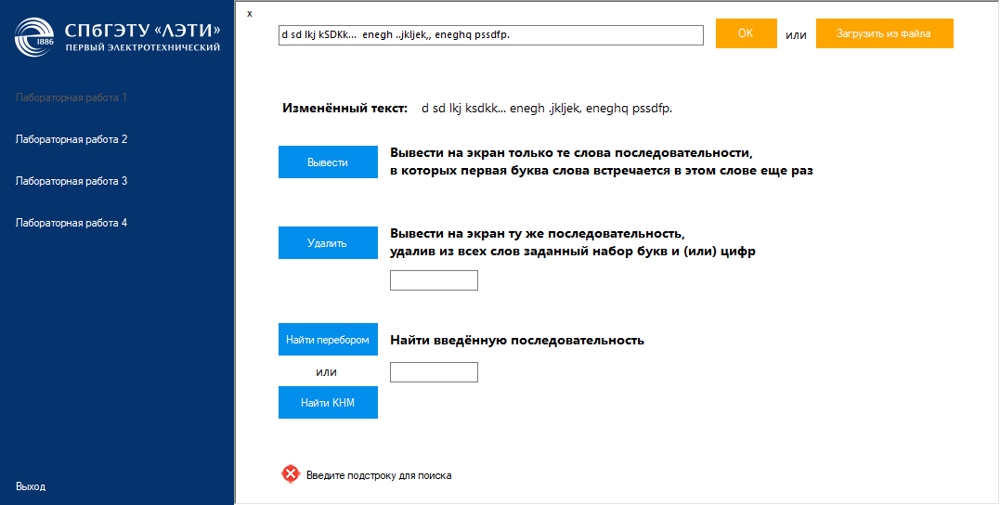 СПбГЭТУ «ЛЭТИ»
1886
ПЕРВЫЙ ЭЛЕКТРОТЕХНИЧЕСКИЙ
Лабораторная работа 1
Лабораторная работа 2
Лабораторная работа 3
Лабораторная работа 4
Выход
x
d sd lkj kSDKk... enegh ..jkljek,, eneghq pssdfp.
OK
или
Загрузить из файла
Изменённый текст: d sd lkj ksdkk... enegh .jkljek, eneghq pssdfp.
Вывести
Вывести на экран только те слова последовательности,
в которых первая буква слова встречается в этом слове еще раз
Удалить
Вывести на экран ту же последовательность,
удалив из всех слов заданный набор букв и (или) цифр
Найти перебором
Найти введённую последовательность
или
Найти КНМ
Введите подстроку для поиска